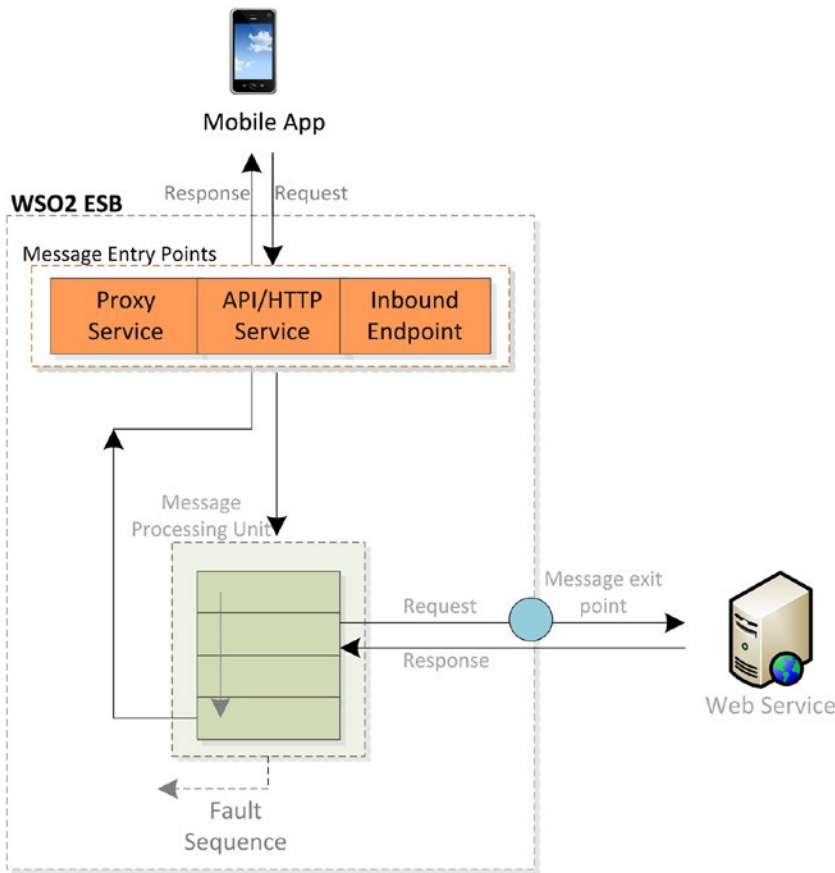 Mobile App
Response
Request
WSO2 ESB
Message Entry Points
Proxy
Service
API/HTTP
Service
Inbound
Endpoint
Message
Processing Unit
Request
Message exit
point
Response
Web Service
Fault
Sequence